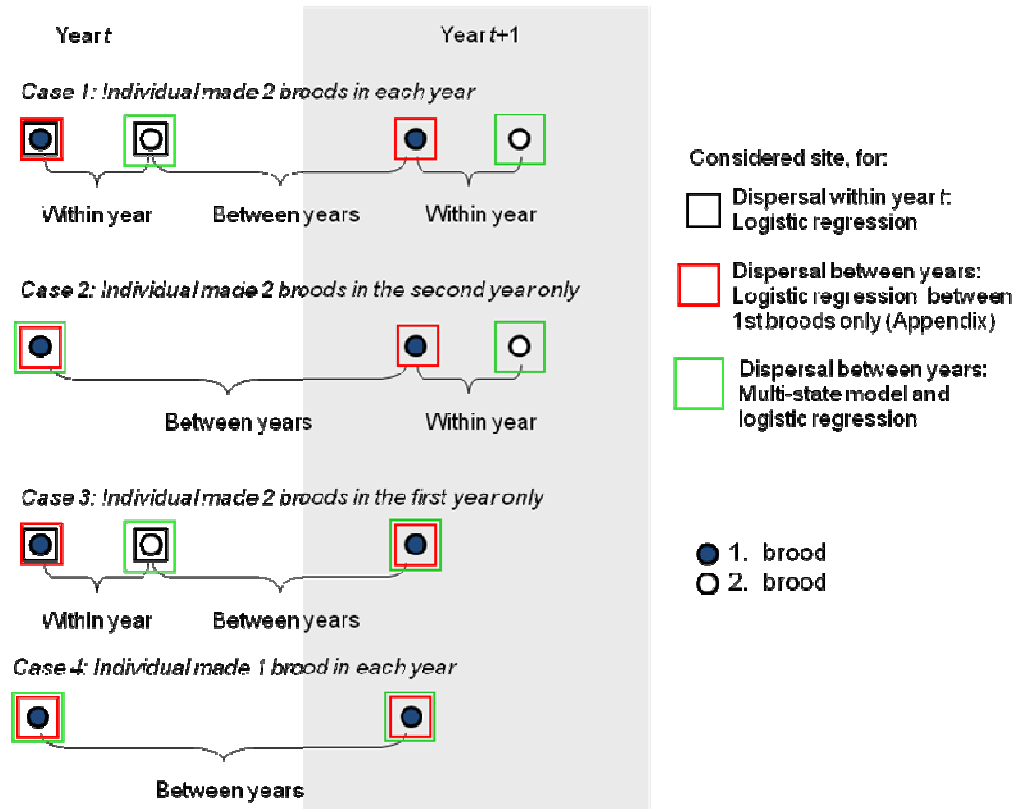 Year t
Year t+1
Case 1: Individual made 2 broods in each year
Within year
Between years
Within year
Case 2: Individual made 2 broods in the second year only
Between years
Within year
Case 3: Individual made 2 broods in the first year only
Within year
Between years
Case 4: Individual made 1 brood in each year
Between years
Considered site, for:
Dispersal within year t:
Logistic regression
Dispersal between years:
Logistic regression between
1st broods only (Appendix)
Dispersal between years:
Multi-state model and
logistic regression
1. brood
2. brood